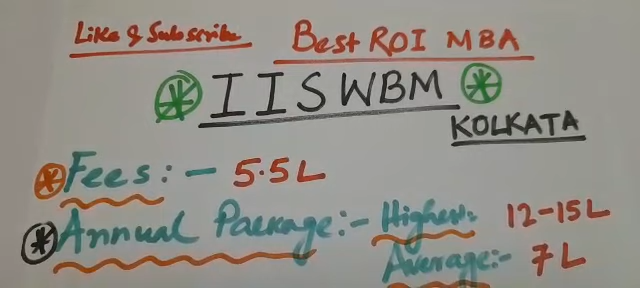 Like & Subscribe Best ROI MBA
IISWBM
KOLKATA
Fees:- 5.5L
Annual Package:- Highest:- 12-15L
Average:- 7L